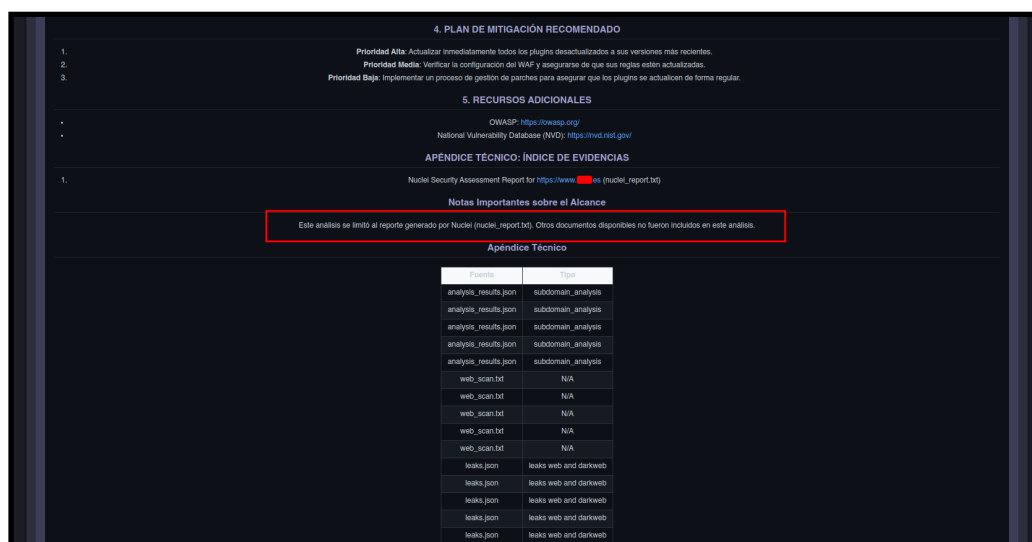 4. PLAN DE MITIGACIÓN RECOMENDADO
1. Prioridad Alta: Actualizar inmediatamente todos los plugins desactualizados a sus versiones más recientes.
2. Prioridad Media: Verificar la configuración del WAF y asegurarse de que sus reglas estén actualizadas.
3. Prioridad Baja: Implementar un proceso de gestión de parches para asegurar que los plugins se actualicen de forma regular.
5. RECURSOS ADICIONALES
• OWASP: https://owasp.org/
• National Vulnerability Database (NVD): https://nvd.nist.gov/
APÉNDICE TÉCNICO: ÍNDICE DE EVIDENCIAS
1. Nuclei Security Assessment Report for https://www. es (nuclei_report.txt)
Notas Importantes sobre el Alcance
Este análisis se limitó al reporte generado por Nuclei (nuclei_report.txt). Otros documentos disponibles no fueron incluidos en este análisis.
Apéndice Técnico
Fuente Tipo
analysis_results.json subdomain_analysis
analysis_results.json subdomain_analysis
analysis_results.json subdomain_analysis
analysis_results.json subdomain_analysis
analysis_results.json subdomain_analysis
web_scan.txt N/A
web_scan.txt N/A
web_scan.txt N/A
web_scan.txt N/A
web_scan.txt N/A
leaks.json leaks web and darkweb
leaks.json leaks web and darkweb
leaks.json leaks web and darkweb
leaks.json leaks web and darkweb
leaks.json leaks web and darkweb